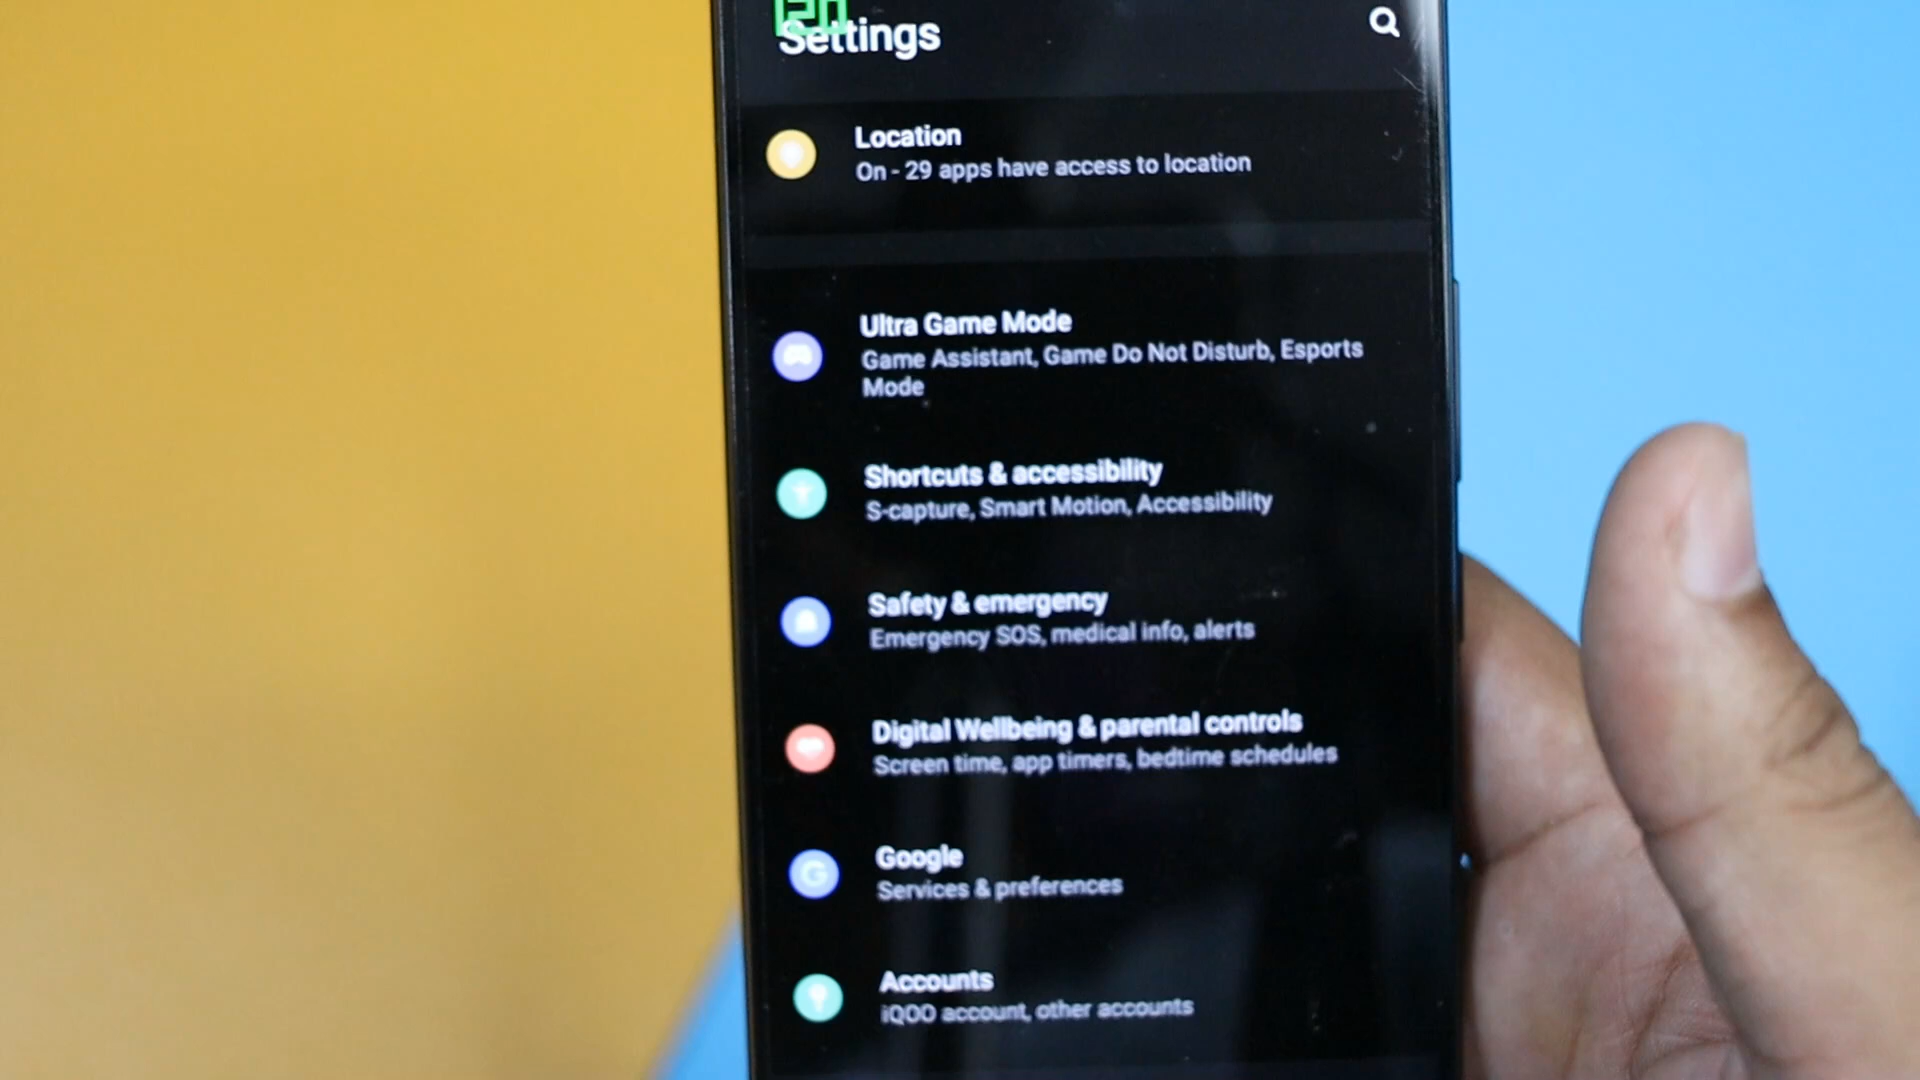 120
Settings
Location
On - 29 apps have access to location
Ultra Game Mode
Game Assistant, Game Do Not Disturb, Esports
Mode
Shortcuts & accessibility
S-capture, Smart Motion, Accessibility
Safety & emergency
Emergency SOS, medical info, alerts
Digital Wellbeing & parental controls
Screen time, app timers, bedtime schedules
Google
Services & preferences
Accounts
iQOO account, other accounts